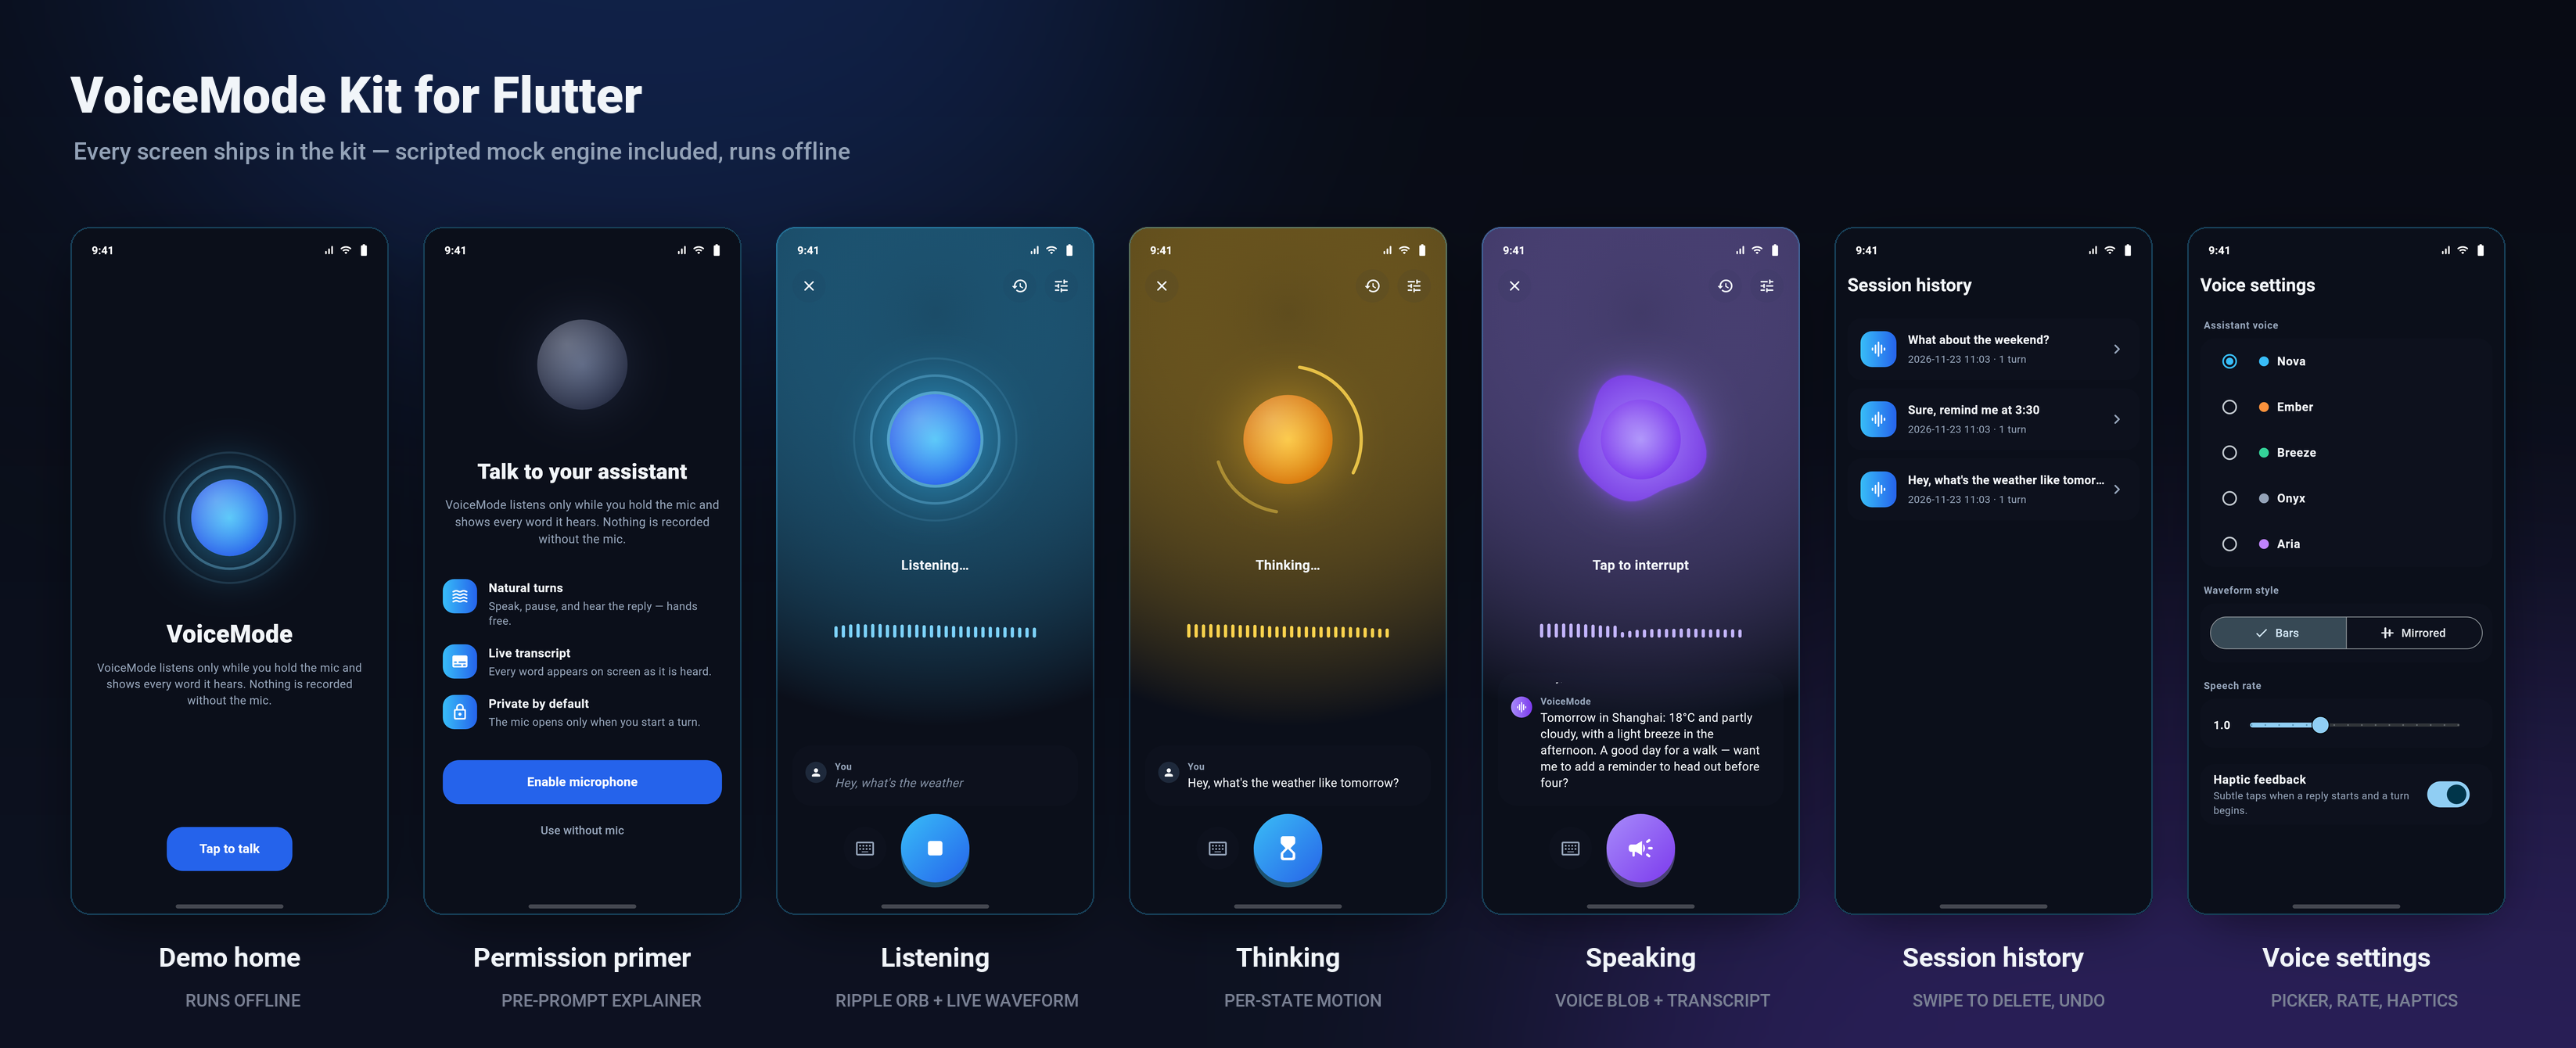 VoiceMode Kit for Flutter
Every screen ships in the kit — scripted mock engine included, runs offline
9:41
VoiceMode
VoiceMode listens only while you hold the mic and
shows every word it hears. Nothing is recorded
without the mic.
Tap to talk
Demo home
RUNS OFFLINE
9:41
Talk to your assistant
VoiceMode listens only while you hold the mic and
shows every word it hears. Nothing is recorded
without the mic.
Natural turns
Speak, pause, and hear the reply — hands
free.
Live transcript
Every word appears on screen as it is heard.
Private by default
The mic opens only when you start a turn.
Enable microphone
Use without mic
Permission primer
PRE-PROMPT EXPLAINER
9:41
Listening...
You
Hey, what's the weather
Listening
RIPPLE ORB + LIVE WAVEFORM
9:41
Thinking...
You
Hey, what's the weather like tomorrow?
Thinking
PER-STATE MOTION
9:41
Tap to interrupt
VoiceMode
Tomorrow in Shanghai: 18°C and partly
cloudy, with a light breeze in the
afternoon. A good day for a walk — want
me to add a reminder to head out before
four?
Speaking
VOICE BLOB + TRANSCRIPT
9:41
Session history
What about the weekend?
2026-11-23 11:03 · 1 turn
Sure, remind me at 3:30
2026-11-23 11:03 · 1 turn
Hey, what's the weather like tomor...
2026-11-23 11:03 · 1 turn
Session history
SWIPE TO DELETE, UNDO
9:41
Voice settings
Assistant voice
Nova
Ember
Breeze
Onyx
Aria
Waveform style
Bars
Mirrored
Speech rate
1.0
Haptic feedback
Subtle taps when a reply starts and a turn
begins.
Voice settings
PICKER, RATE, HAPTICS